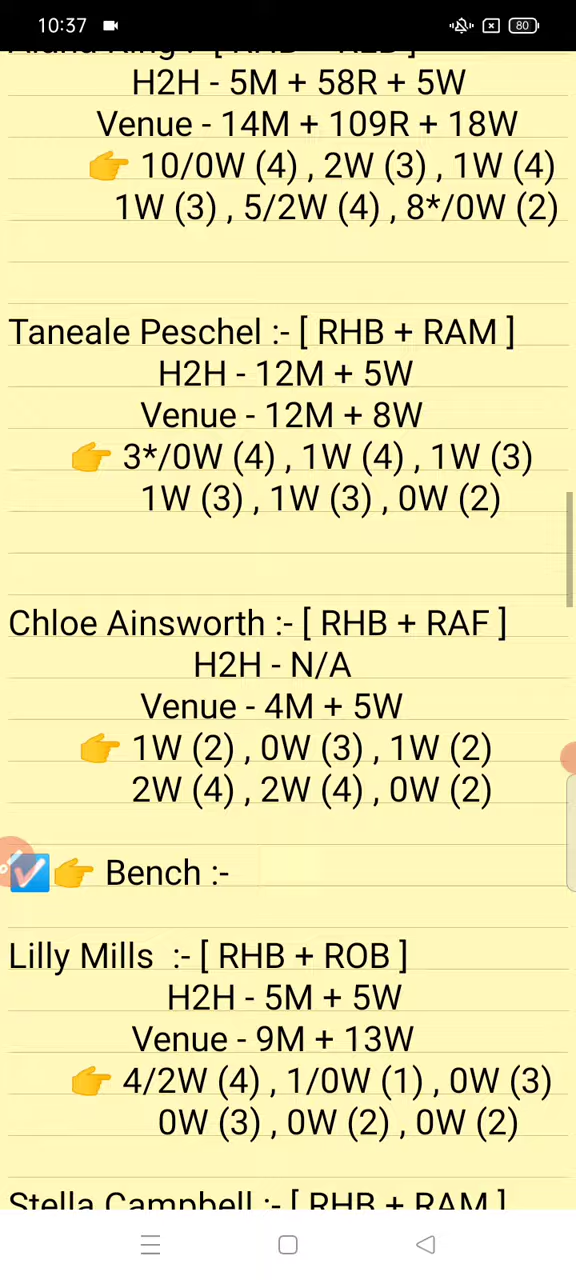 10:37
80
H2H - 5M + 58R + 5W
Venue - 14M + 109R + 18W
👉 10/0W (4) , 2W (3) , 1W (4)
1W (3) , 5/2W (4) , 8*/0W (2)
Taneale Peschel :- [ RHB + RAM ]
H2H - 12M + 5W
Venue - 12M + 8W
👉 3*/0W (4) , 1W (4) , 1W (3)
1W (3) , 1W (3) , 0W (2)
Chloe Ainsworth :- [ RHB + RAF ]
H2H - N/A
Venue - 4M + 5W
👉 1W (2) , 0W (3) , 1W (2)
2W (4) , 2W (4) , 0W (2)
☑👉 Bench :-
Lilly Mills :- [ RHB + ROB ]
H2H - 5M + 5W
Venue - 9M + 13W
👉 4/2W (4) , 1/0W (1) , 0W (3)
0W (3) , 0W (2) , 0W (2)
Stella Campbell :- [ RHB + RAM ]